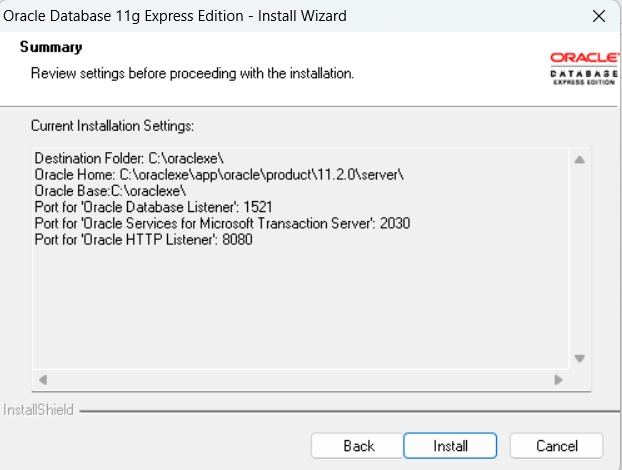 Oracle Database 11g Express Edition - Install Wizard
Summary
Review settings before proceeding with the installation.
ORACLE
DATABASE
EXPRESS EDITION
Current Installation Settings:
Destination Folder: C:\oraclexe\
Oracle Home: C:\oraclexe\app\oracle\product\11.2.0\server\
Oracle Base:C:\oraclexe\
Port for 'Oracle Database Listener': 1521
Port for 'Oracle Services for Microsoft Transaction Server': 2030
Port for 'Oracle HTTP Listener': 8080
InstallShield
Back Install Cancel